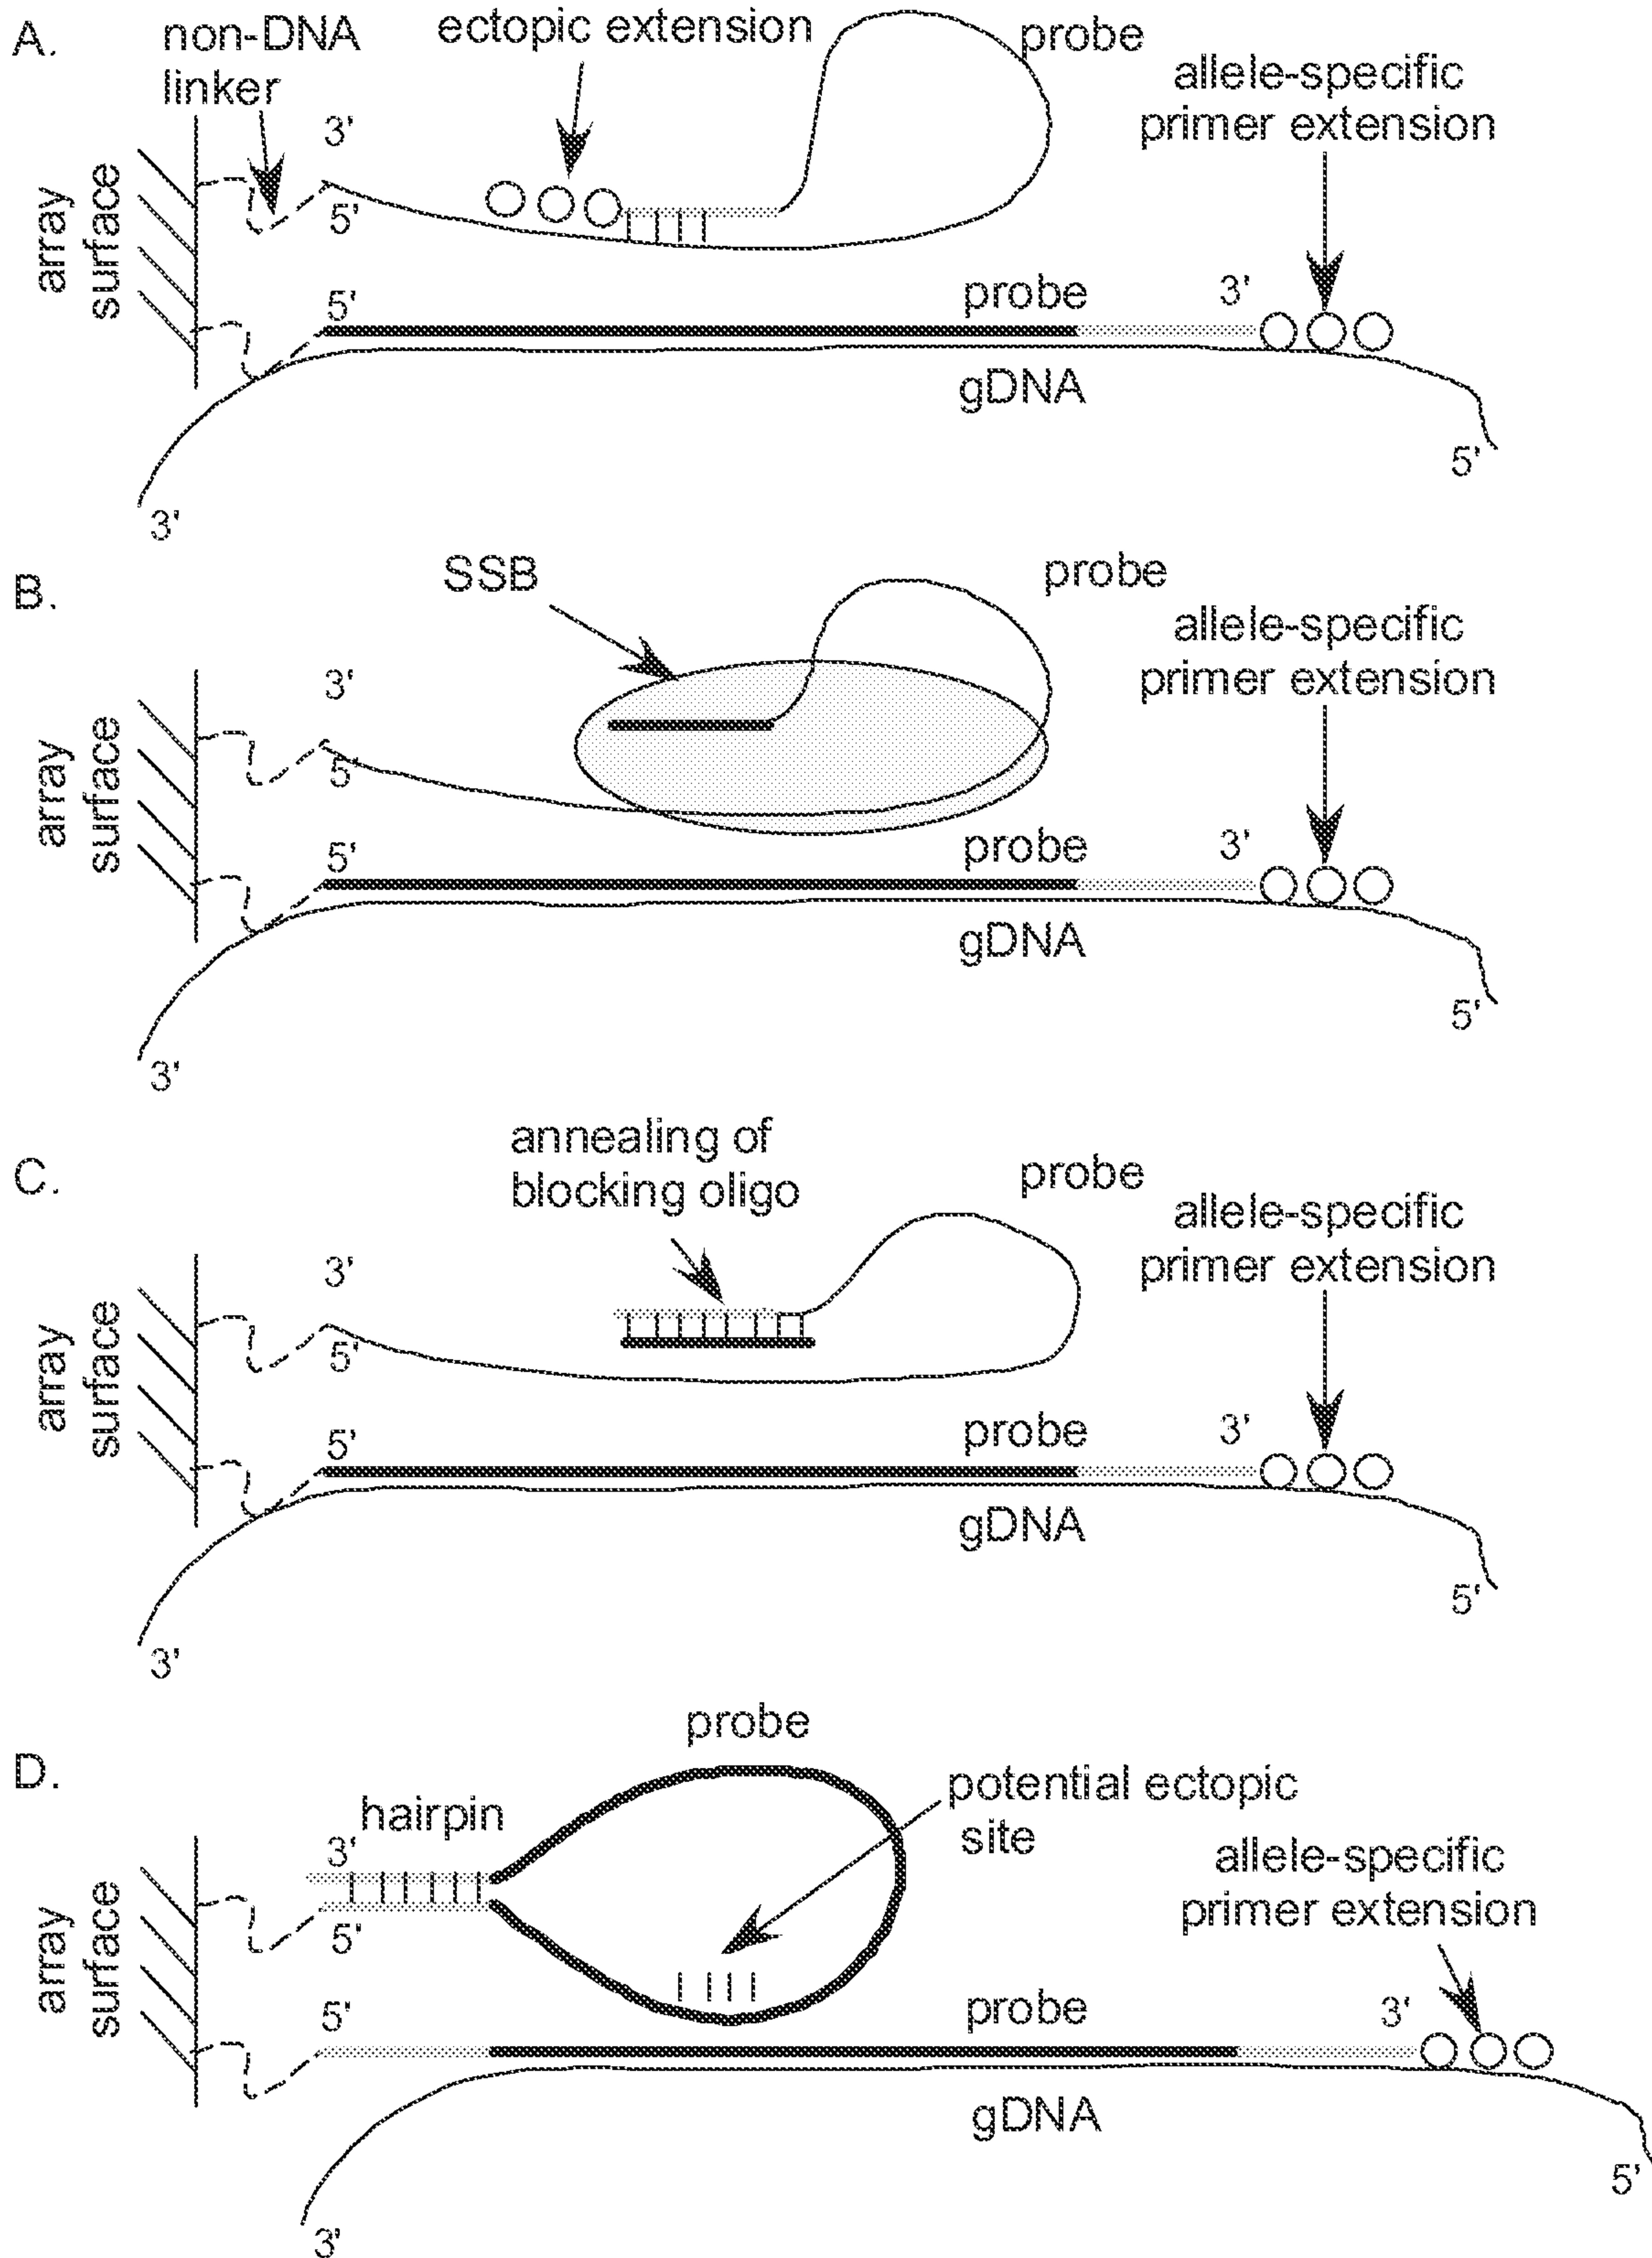 A.
non-DNA
linker
ectopic extension
probe
allele-specific
primer extension
array
surface
3'
5'
5'
probe
3'
gDNA
5'
3'
B.
SSB
probe
allele-specific
primer extension
array
surface
3'
5'
5'
probe
3'
gDNA
5'
3'
C.
annealing of
blocking oligo
probe
allele-specific
primer extension
array
surface
3'
5'
5'
probe
3'
gDNA
5'
3'
D.
probe
hairpin
potential ectopic
site
allele-specific
primer extension
array
surface
3'
5'
5'
probe
3'
gDNA
5'
3'